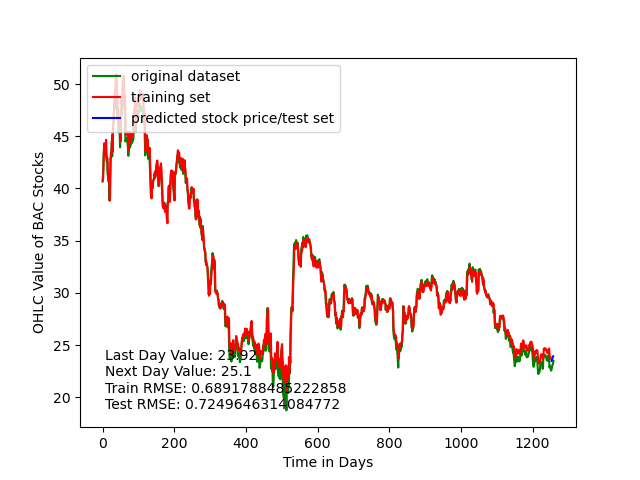 original dataset
training set
predicted stock price/test set
50
45
40
35
30
25
20
OHLC Value of BAC Stocks
Last Day Value: 23.92
Next Day Value: 25.1
Train RMSE: 0.6891788485222858
Test RMSE: 0.7249646314084772
0 200 400 600 800 1000 1200
Time in Days